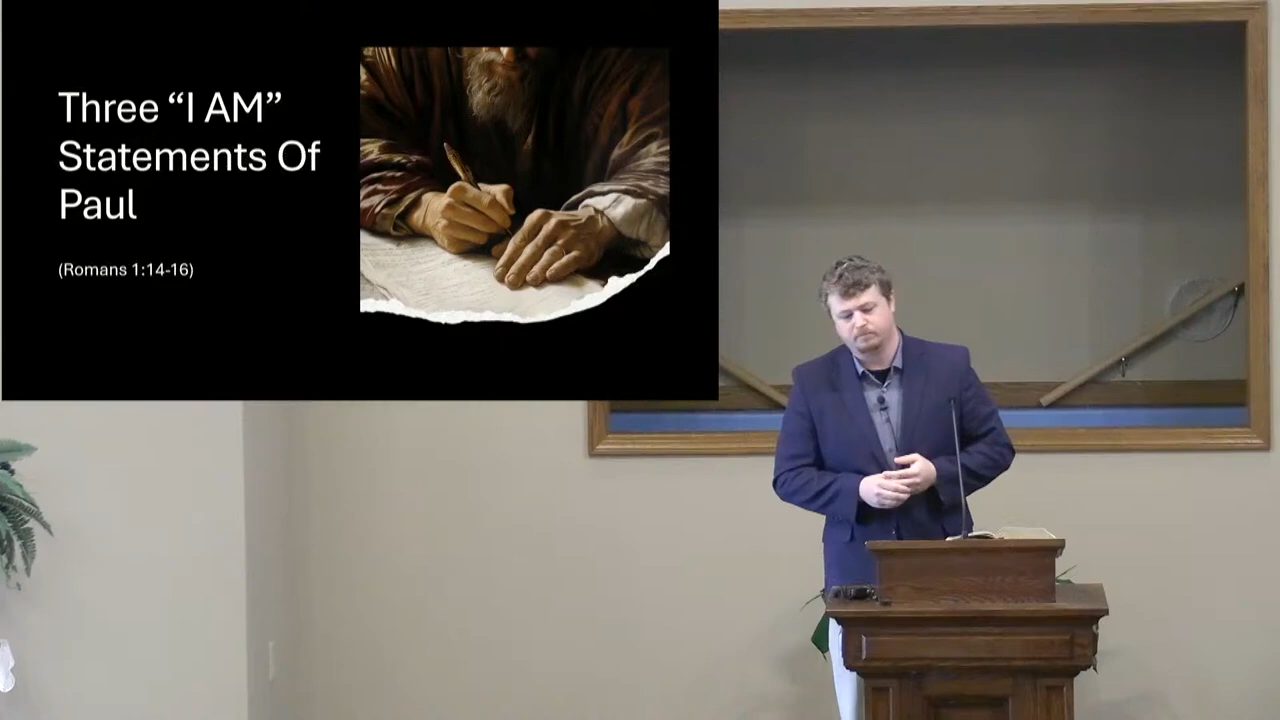 Three “I AM”
Statements Of
Paul
(Romans 1:14-16)